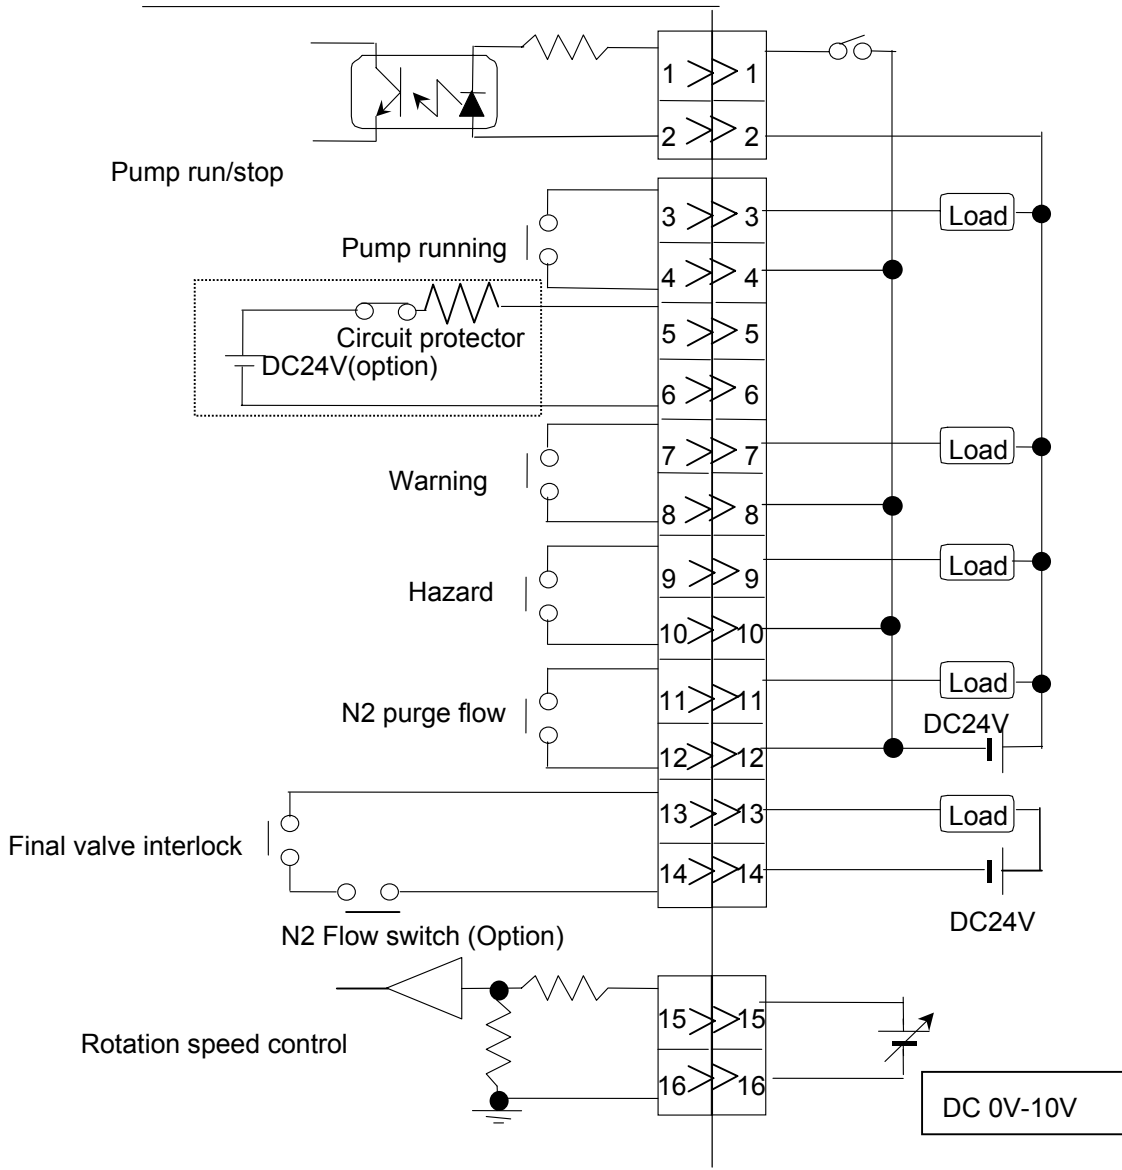 1 1
2 2
Pump run/stop
3 3 Load
Pump running
4 4
Circuit protector
5 5
DC24V(option)
6 6
7 7 Load
Warning
8 8
9 9 Load
Hazard
10 10
11 11 Load
N2 purge flow
DC24V
12 12
13 13 Load
Final valve interlock
14 14
DC24V
N2 Flow switch (Option)
15 15
Rotation speed control
16 16
DC 0V-10V